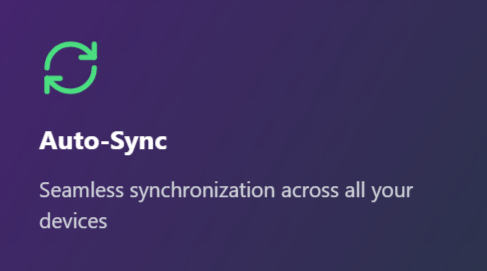 Auto-Sync
Seamless synchronization across all your
devices